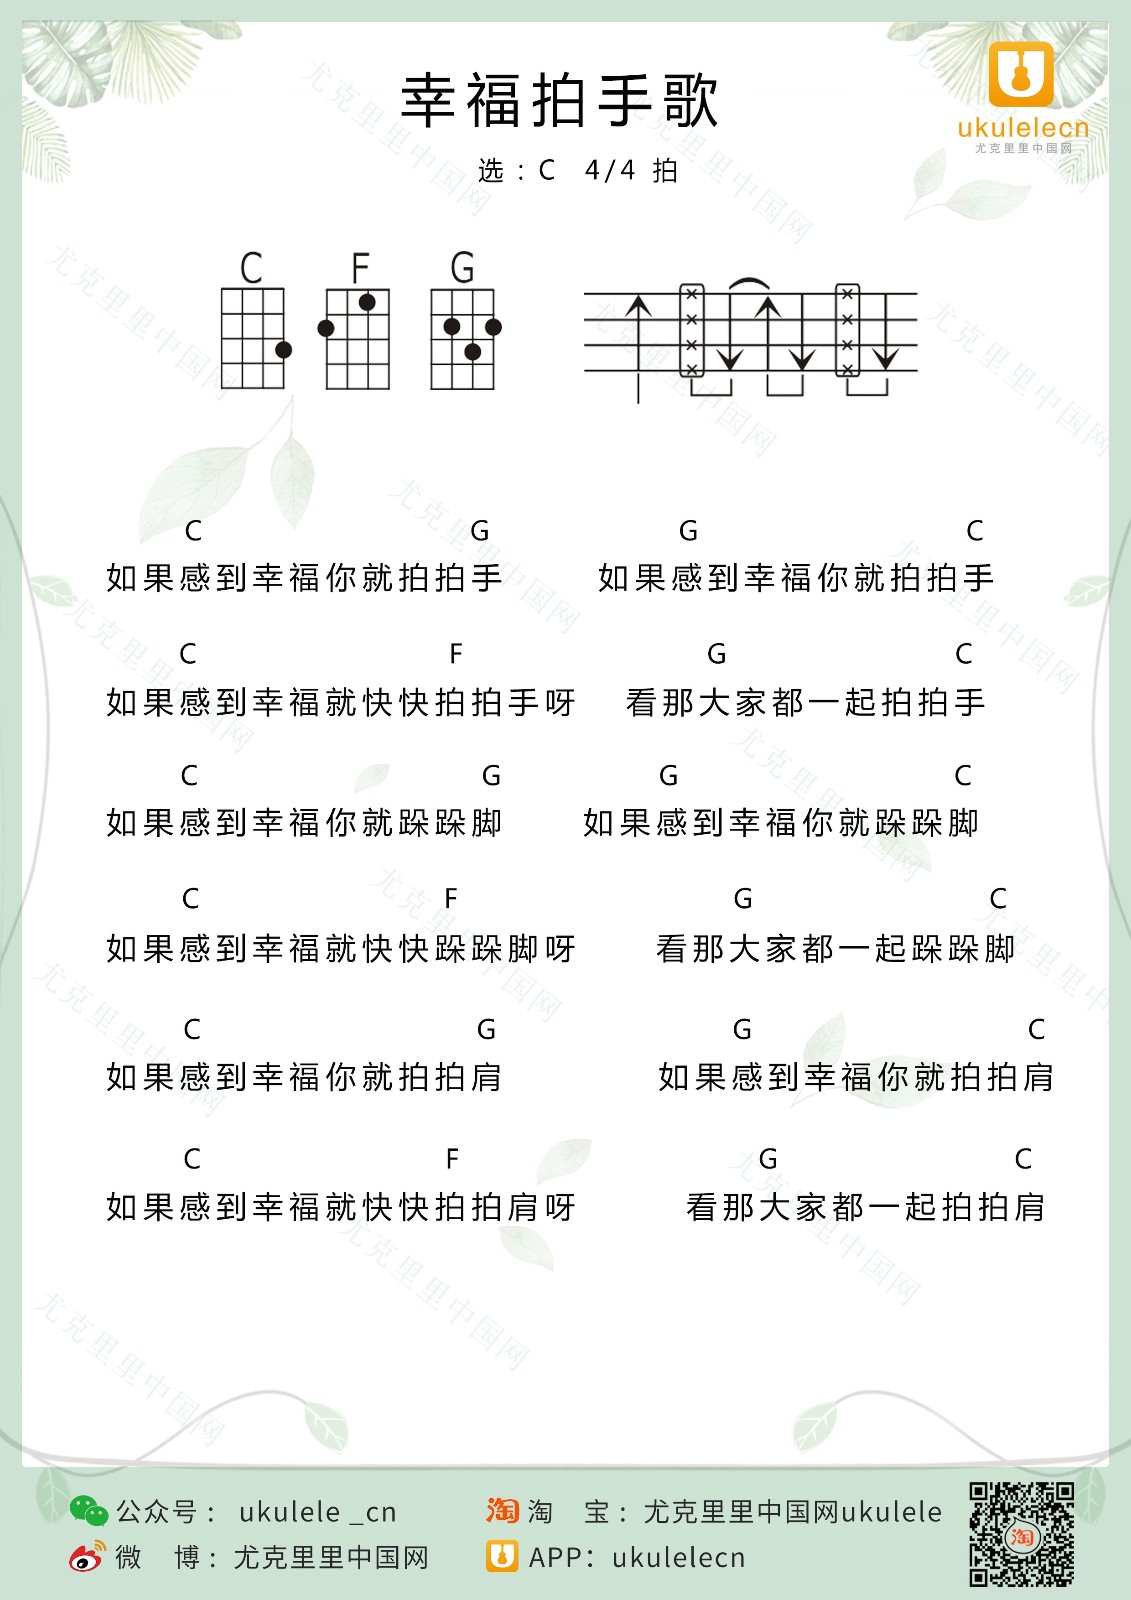 幸福拍手歌
ukulelecn
尤克里里中国网
选：C 4/4 拍
C F G
C G G C
如果感到幸福你就拍拍手 如果感到幸福你就拍拍手
C F G C
如果感到幸福就快快拍拍手呀 看那大家都一起拍拍手
C G G C
如果感到幸福你就跺跺脚 如果感到幸福你就跺跺脚
C F G C
如果感到幸福就快快跺跺脚呀 看那大家都一起跺跺脚
C G G C
如果感到幸福你就拍拍肩 如果感到幸福你就拍拍肩
C F G C
如果感到幸福就快快拍拍肩呀 看那大家都一起拍拍肩
公众号： ukulele _cn 淘 淘 宝：尤克里里中国网ukulele
微 博：尤克里里中国网 APP：ukulelecn
淘